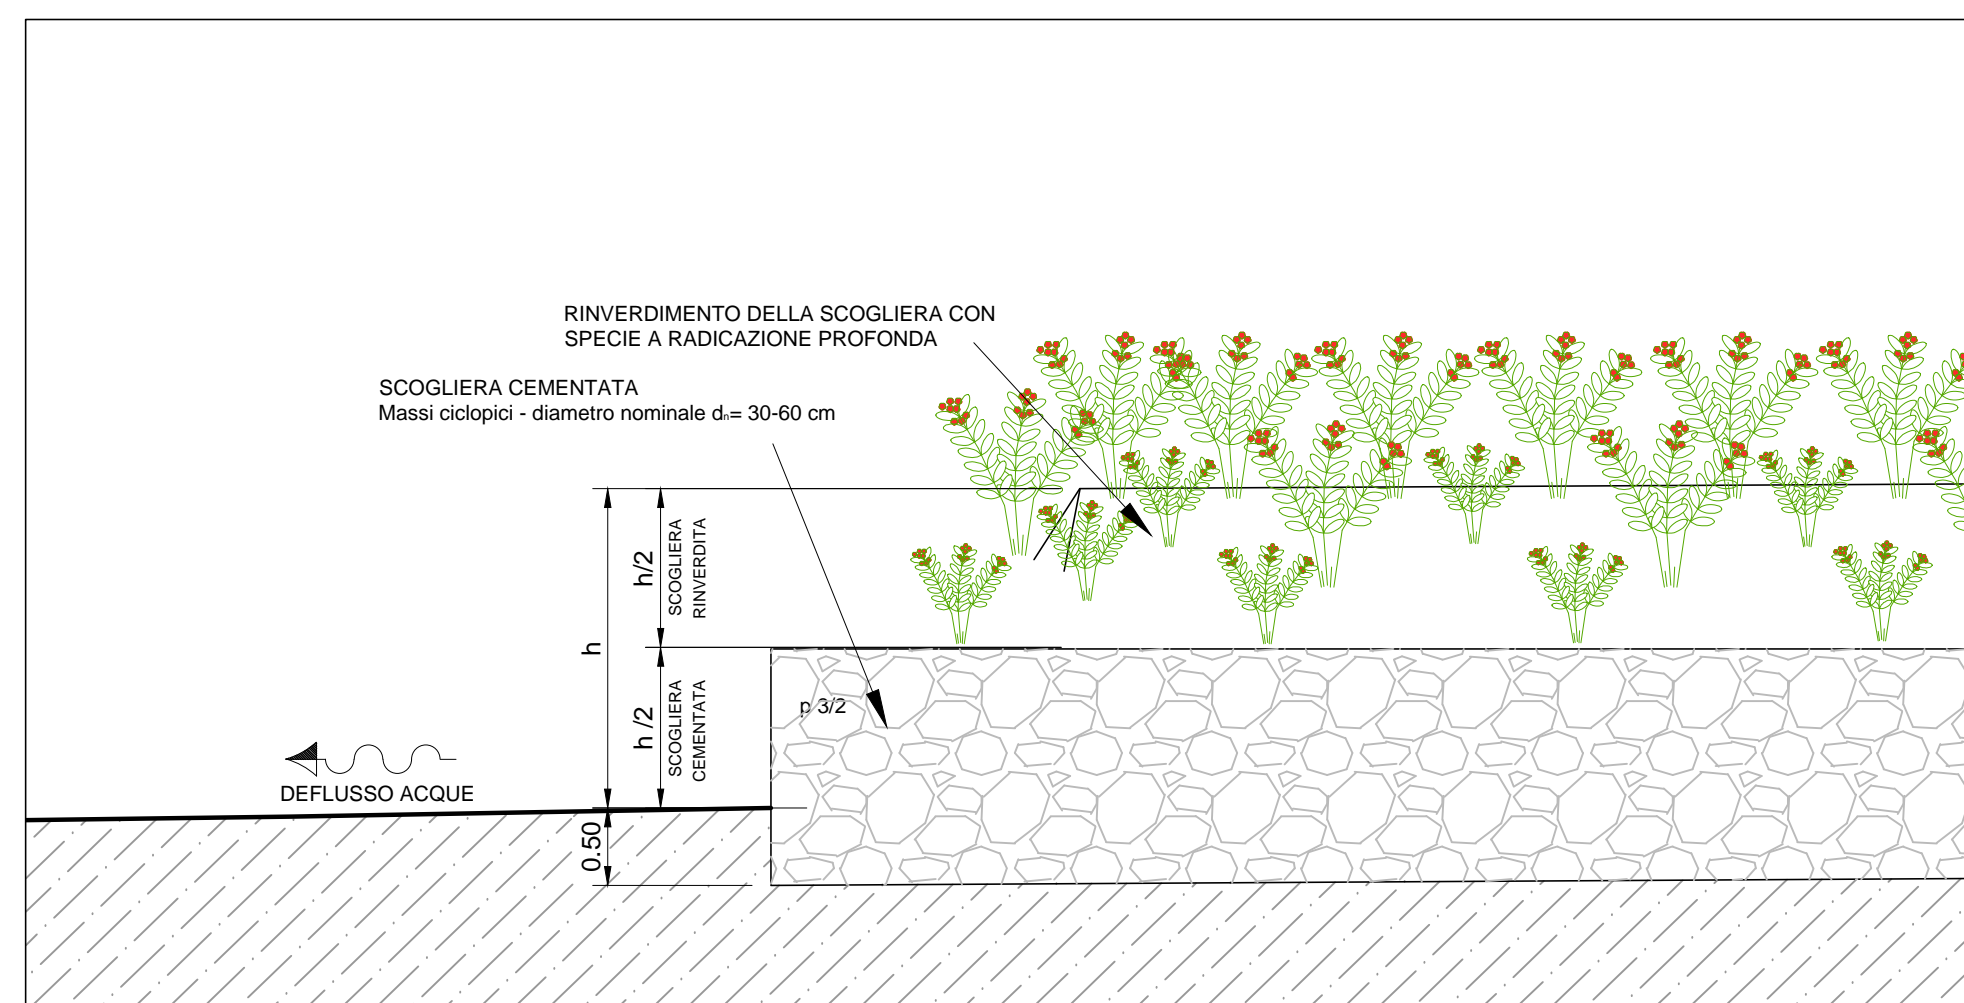 RINVERDIMENTO DELLA SCOGLIERA CON
SPECIE A RADICAZIONE PROFONDA
SCOGLIERA CEMENTATA
Massi ciclopici - diametro nominale dn= 30-60 cm
h
h/2
SCOGLIERA
RINVERDITA
h /2
SCOGLIERA
CEMENTATA
p 3/2
DEFLUSSO ACQUE
0.50